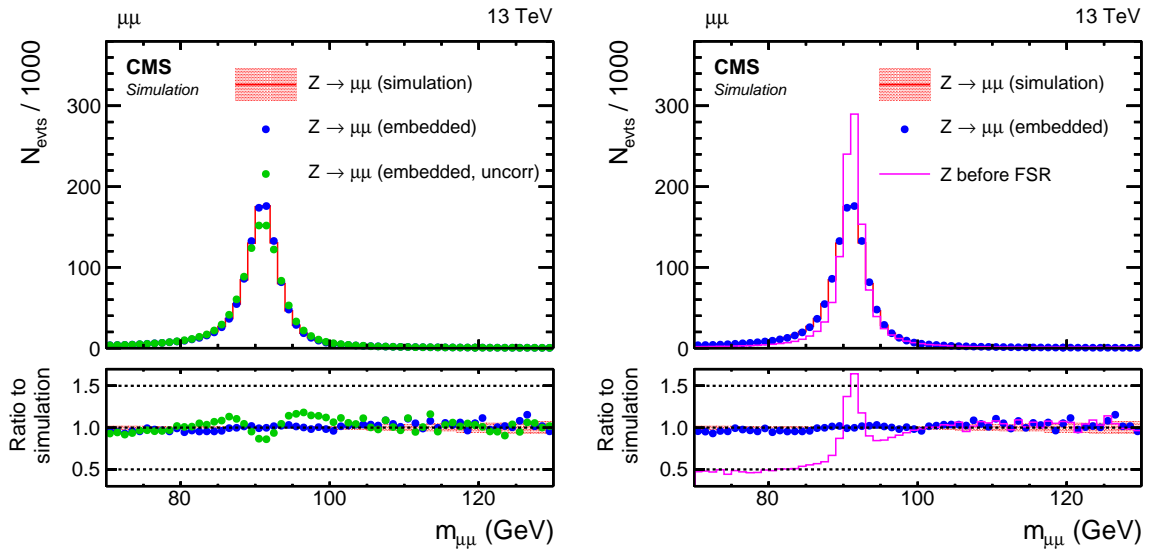 μμ 13 TeV
CMS
Simulation
Z → μμ (simulation)
Z → μμ (embedded)
Z → μμ (embedded, uncorr)
N_evts / 1000
300
200
100
0
Ratio to
simulation
1.5
1.0
0.5
80 100 120
m_μμ (GeV)
μμ 13 TeV
CMS
Simulation
Z → μμ (simulation)
Z → μμ (embedded)
Z before FSR
N_evts / 1000
300
200
100
0
Ratio to
simulation
1.5
1.0
0.5
80 100 120
m_μμ (GeV)